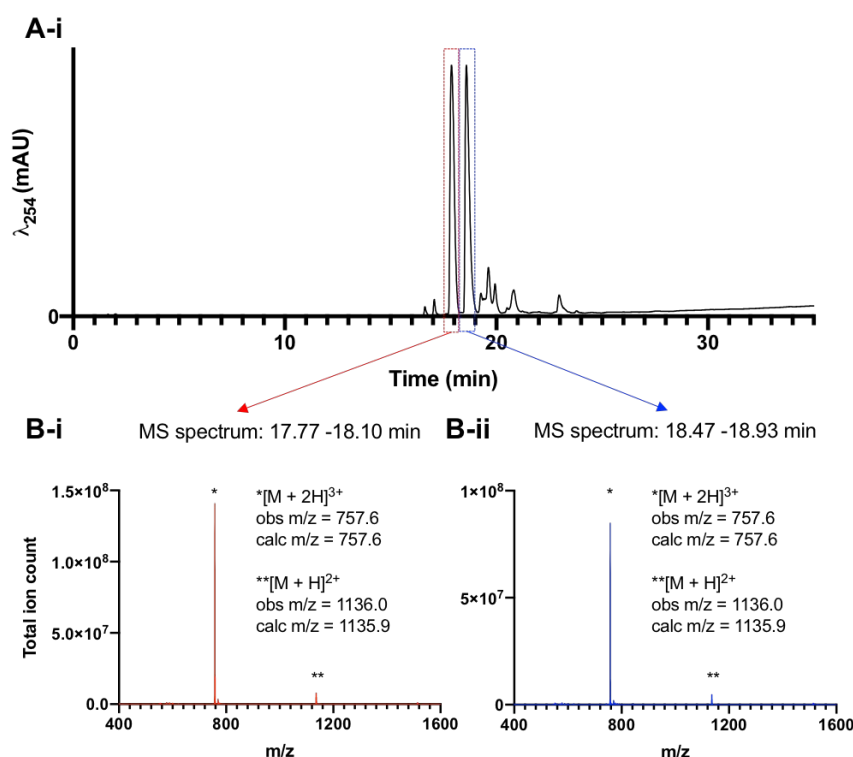 A-i
λ254 (mAU)
0
0
10
20
30
Time (min)
B-i
MS spectrum: 17.77 -18.10 min
B-ii
MS spectrum: 18.47 -18.93 min
Total ion count
1.5×10⁸
1.0×10⁸
5.0×10⁷
0.0
*
*[M + 2H]³⁺
obs m/z = 757.6
calc m/z = 757.6
**[M + H]²⁺
obs m/z = 1136.0
calc m/z = 1135.9
**
400
800
1200
1600
m/z
1×10⁸
5×10⁷
0
*
*[M + 2H]³⁺
obs m/z = 757.6
calc m/z = 757.6
**[M + H]²⁺
obs m/z = 1136.0
calc m/z = 1135.9
**
400
800
1200
1600
m/z